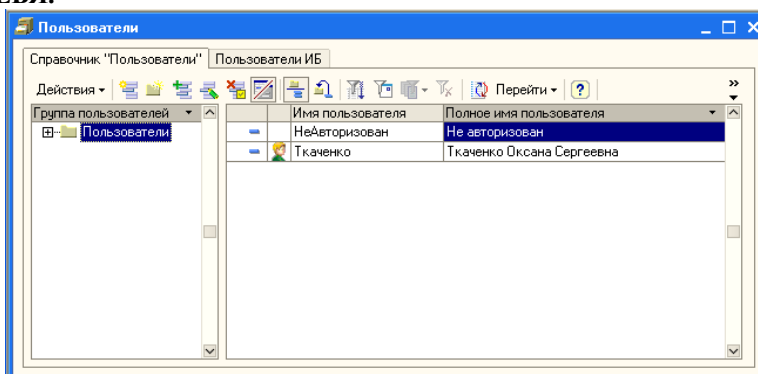 Пользователи
Справочник "Пользователи" Пользователи ИБ
Действия Перейти ?
Группа пользователей Имя пользователя Полное имя пользователя
Пользователи НеАвторизован Не авторизован
Ткаченко Ткаченко Оксана Сергеевна